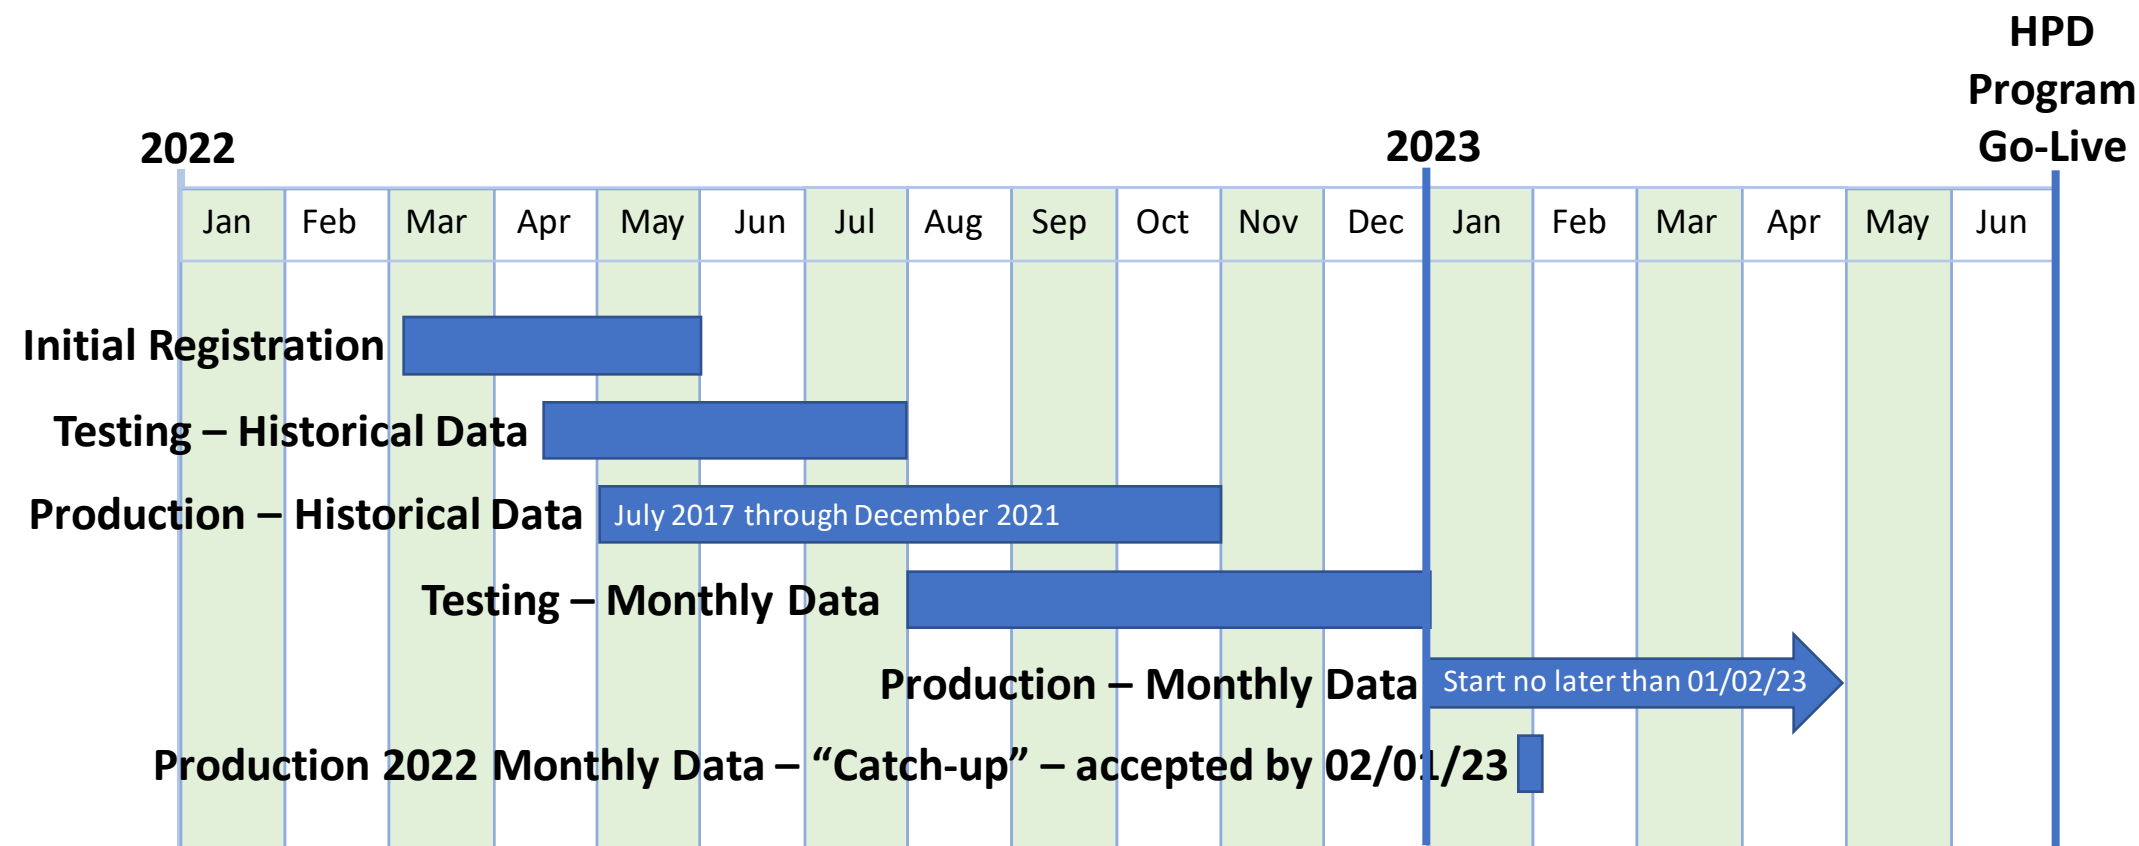 HPD
Program
Go-Live
2022
2023
Jan Feb Mar Apr May Jun Jul Aug Sep Oct Nov Dec Jan Feb Mar Apr May Jun
Initial Registration
Testing – Historical Data
Production – Historical Data
July 2017 through December 2021
Testing – Monthly Data
Production – Monthly Data
Start no later than 01/02/23
Production 2022 Monthly Data – “Catch-up” – accepted by 02/01/23